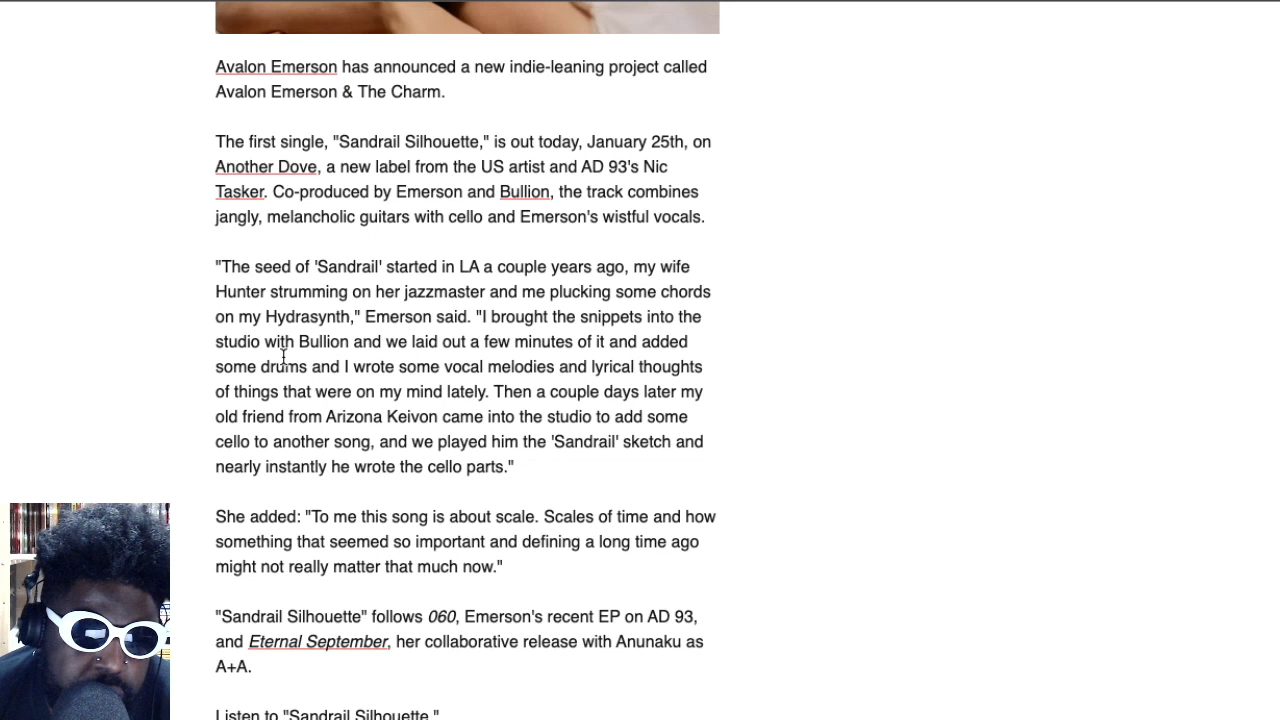 Avalon Emerson has announced a new indie-leaning project called
Avalon Emerson & The Charm.
The first single, "Sandrail Silhouette," is out today, January 25th, on
Another Dove, a new label from the US artist and AD 93's Nic
Tasker. Co-produced by Emerson and Bullion, the track combines
jangly, melancholic guitars with cello and Emerson's wistful vocals.
"The seed of 'Sandrail' started in LA a couple years ago, my wife
Hunter strumming on her jazzmaster and me plucking some chords
on my Hydrasynth," Emerson said. "I brought the snippets into the
studio with Bullion and we laid out a few minutes of it and added
some drums and I wrote some vocal melodies and lyrical thoughts
of things that were on my mind lately. Then a couple days later my
old friend from Arizona Keivon came into the studio to add some
cello to another song, and we played him the 'Sandrail' sketch and
nearly instantly he wrote the cello parts."
She added: "To me this song is about scale. Scales of time and how
something that seemed so important and defining a long time ago
might not really matter that much now."
"Sandrail Silhouette" follows 060, Emerson's recent EP on AD 93,
and Eternal September, her collaborative release with Anunaku as
A+A.
Listen to "Sandrail Silhouette."